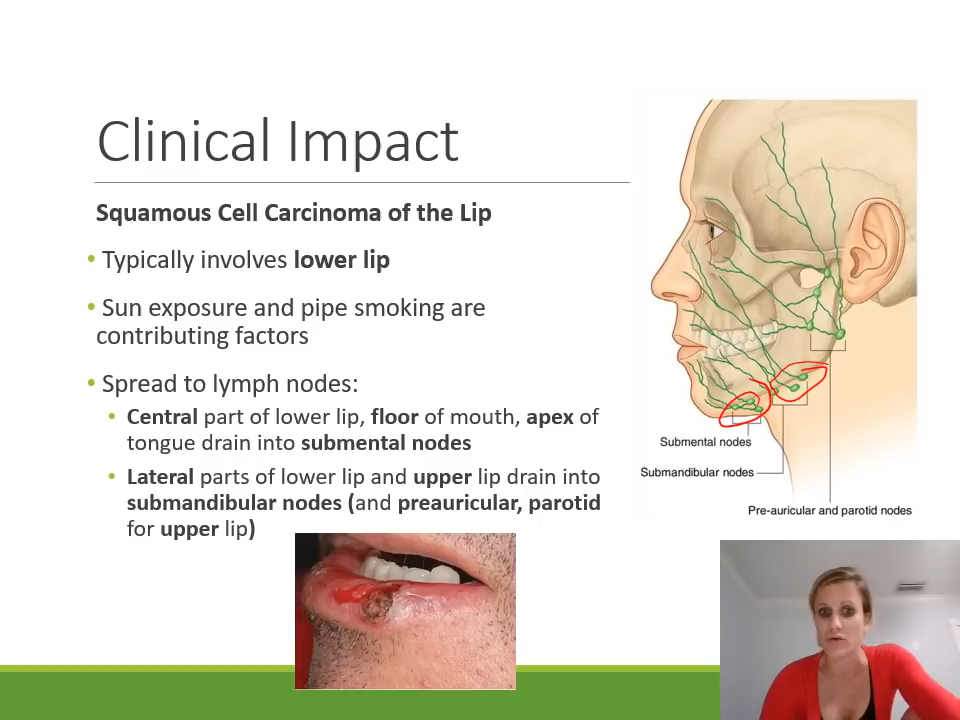 Clinical Impact
Squamous Cell Carcinoma of the Lip
• Typically involves lower lip
• Sun exposure and pipe smoking are
contributing factors
• Spread to lymph nodes:
• Central part of lower lip, floor of mouth, apex of
tongue drain into submental nodes
• Lateral parts of lower lip and upper lip drain into
submandibular nodes (and preauricular, parotid
for upper lip)
Submental nodes
Submandibular nodes
Pre-auricular and parotid nodes